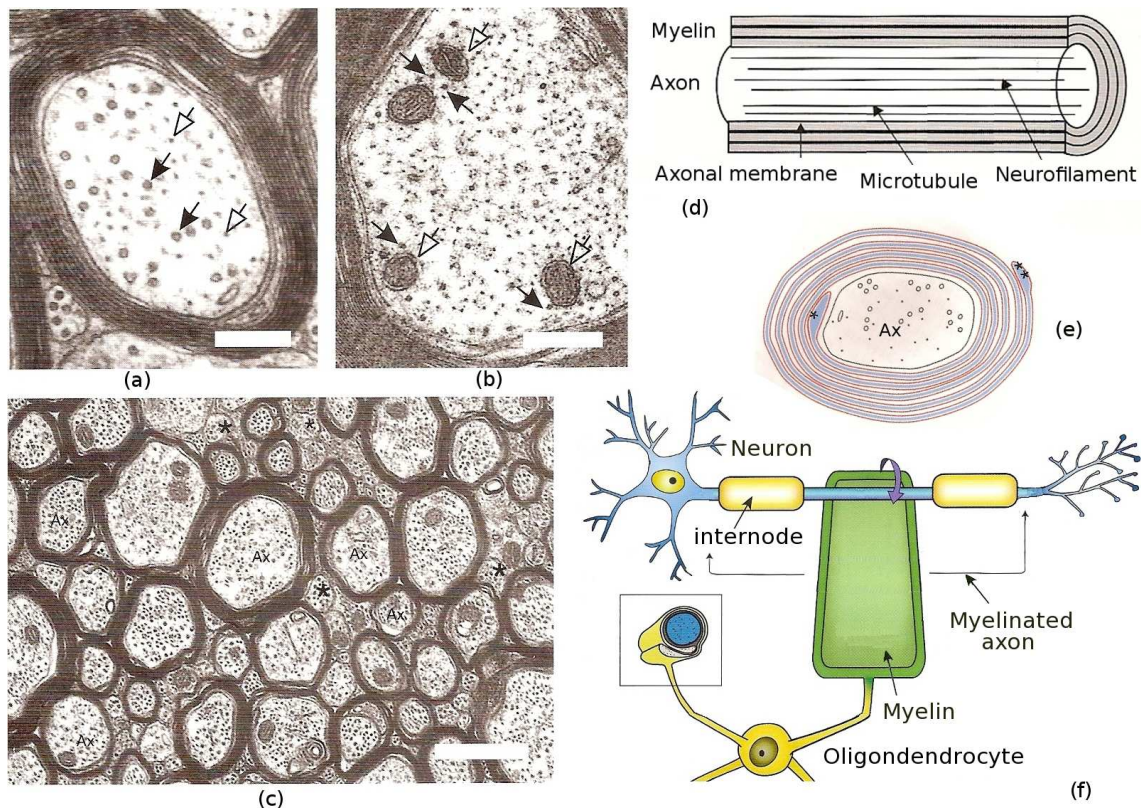 (a)
(b)
Myelin
Axon
Axonal membrane
Microtubule
Neurofilament
(d)
*
*
*
Ax
(e)
*
*
Ax
Ax
Ax
*
*
Ax
Ax
(c)
Neuron
internode
Myelinated
axon
Myelin
Oligondendrocyte
(f)